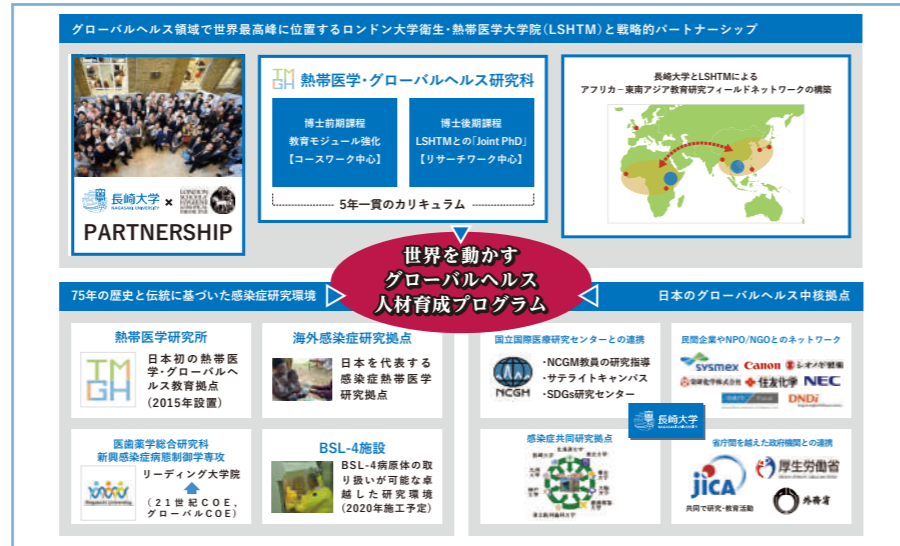 グローバルヘルス領域で世界最高峰に位置するロンドン大学衛生・熱帯医学大学院(LSHTM)と戦略的パートナーシップ
長崎大学
NAGASAKI UNIVERSITY
×
PARTNERSHIP
TMGH
熱帯医学・グローバルヘルス研究科
博士前期課程
教育モジュール強化
【コースワーク中心】
博士後期課程
LSHTMとの「Joint PhD」
【リサーチワーク中心】
5年一貫のカリキュラム
長崎大学とLSHTMによる
アフリカ－東南アジア教育研究フィールドネットワークの構築
世界を動かす
グローバルヘルス
人材育成プログラム
75年の歴史と伝統に基づいた感染症研究環境
熱帯医学研究所
TMGH
日本初の熱帯医
学・グローバルヘ
ルス教育拠点
(2015年設置)
海外感染症研究拠点
日本を代表する
感染症熱帯医学
研究拠点
医歯薬学総合研究科
新興感染症病態制御学専攻
リーディング大学院
(21世紀COE,
グローバルCOE)
BSL-4施設
BSL-4病原体の取
り扱いが可能な卓
越した研究環境
(2020年施工予定)
日本のグローバルヘルス中核拠点
国立国際医療研究センターとの連携
NCGM
・NCGM教員の研究指導
・サテライトキャンパス
・SDGs研究センター
民間企業やNPO/NGOとのネットワーク
sysmex
Canon
シオノギ製薬
住友化学
NEC
DNDi
長崎大学
感染症共同研究拠点
省庁間を越えた政府機関との連携
JICA
共同で研究・教育活動
厚生労働省
外務省